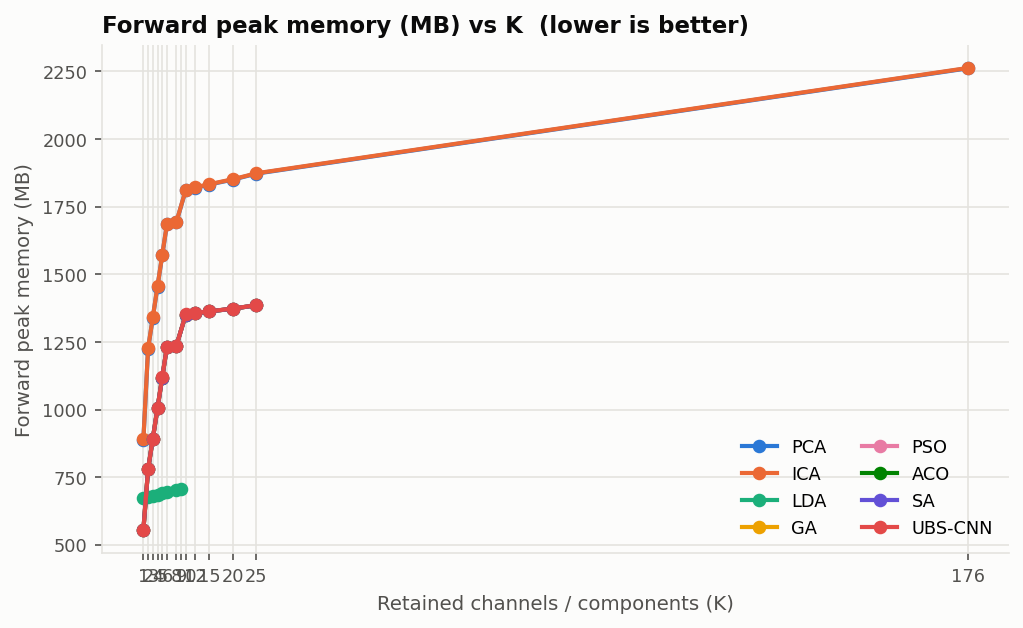 Forward peak memory (MB) vs K  (lower is better)
Forward peak memory (MB)
2250
2000
1750
1500
1250
1000
750
500
PCA
ICA
LDA
GA
PSO
ACO
SA
UBS-CNN
15
20
25
176
Retained channels / components (K)